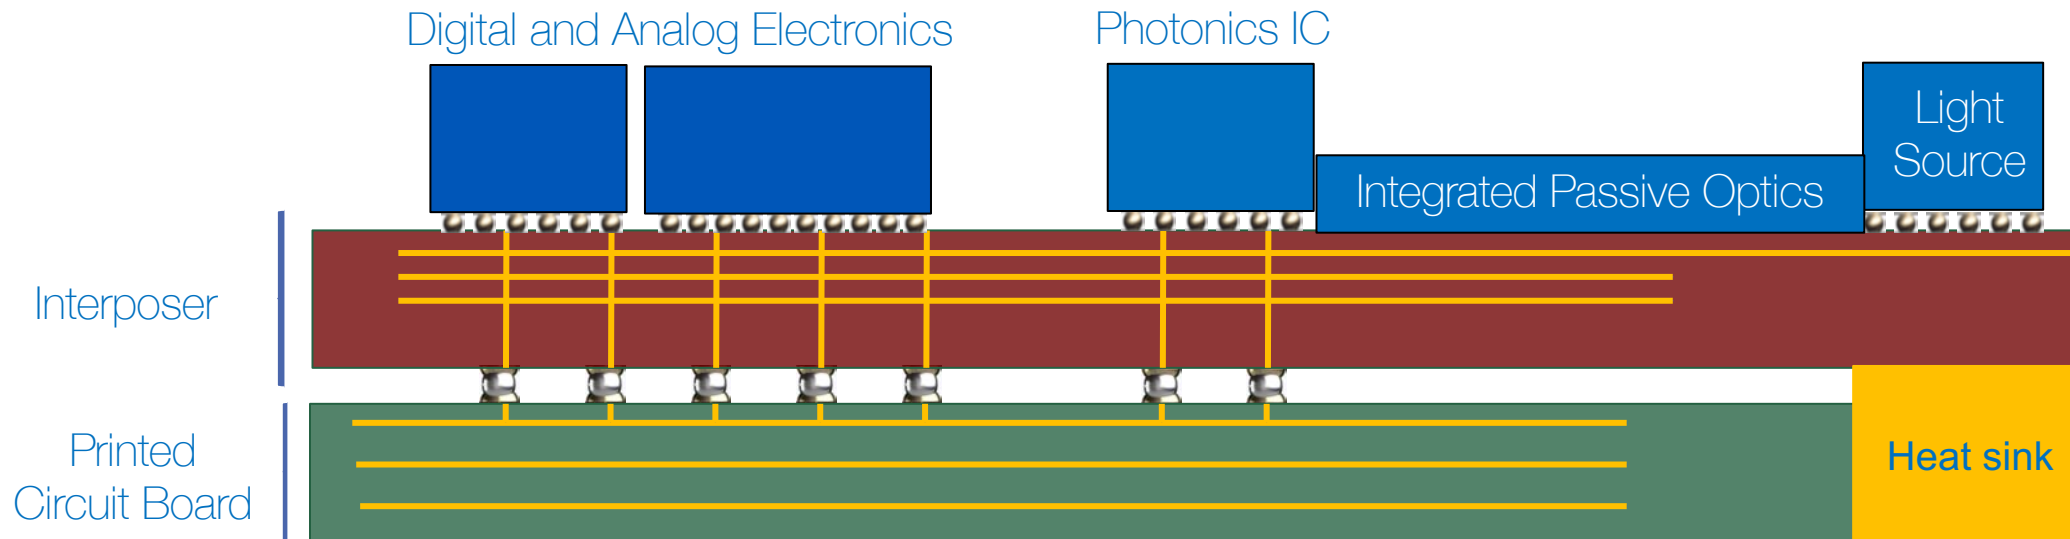 Digital and Analog Electronics
Photonics IC
Light
Source
Integrated Passive Optics
Interposer
Printed
Circuit Board
Heat sink